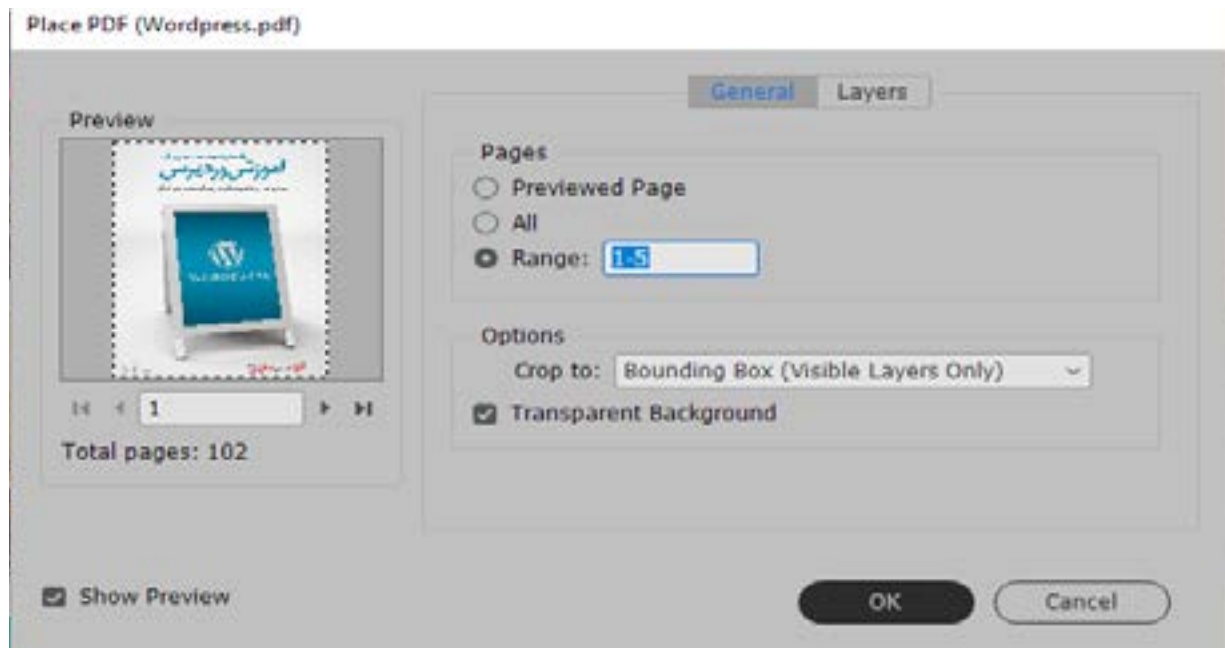 Place PDF (Wordpress.pdf)
General
Layers
Preview
آموزش وردپرس
Pages
Previewed Page
All
Range: 1-5
Options
Crop to: Bounding Box (Visible Layers Only)
Transparent Background
1
Total pages: 102
Show Preview
OK
Cancel